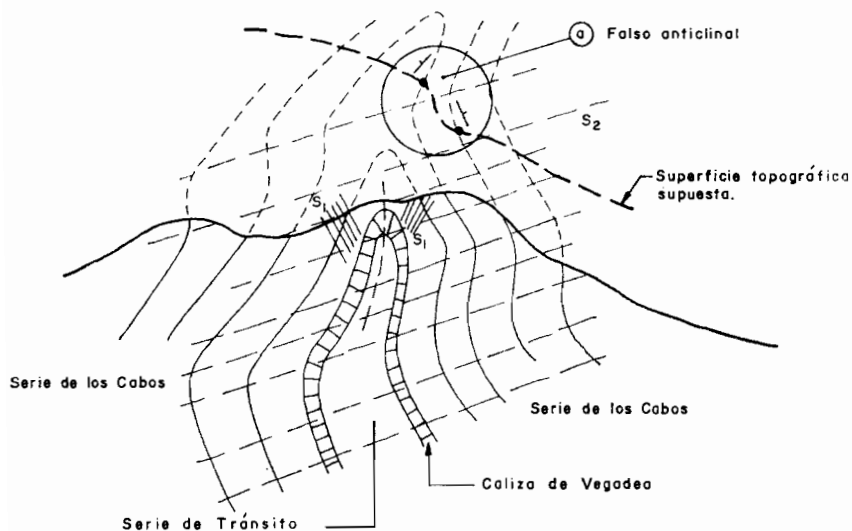 a Falso anticlinal
S2
Superficie topográfica
supuesta.
S1
S1
Serie de los Cabos
Serie de los Cabos
Caliza de Vegadea
Serie de Tránsito